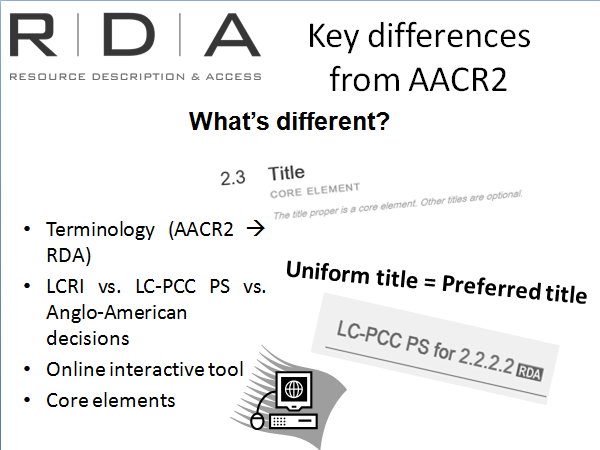 R | D | A
RESOURCE DESCRIPTION & ACCESS
Key differences
from AACR2
What's different?
2.3 Title
CORE ELEMENT
The title proper is a core element. Other titles are optional.
• Terminology (AACR2 →
RDA)
• LCRI vs. LC-PCC PS vs.
Anglo-American
decisions
• Online interactive tool
• Core elements
Uniform title = Preferred title
LC-PCC PS for 2.2.2.2 RDA